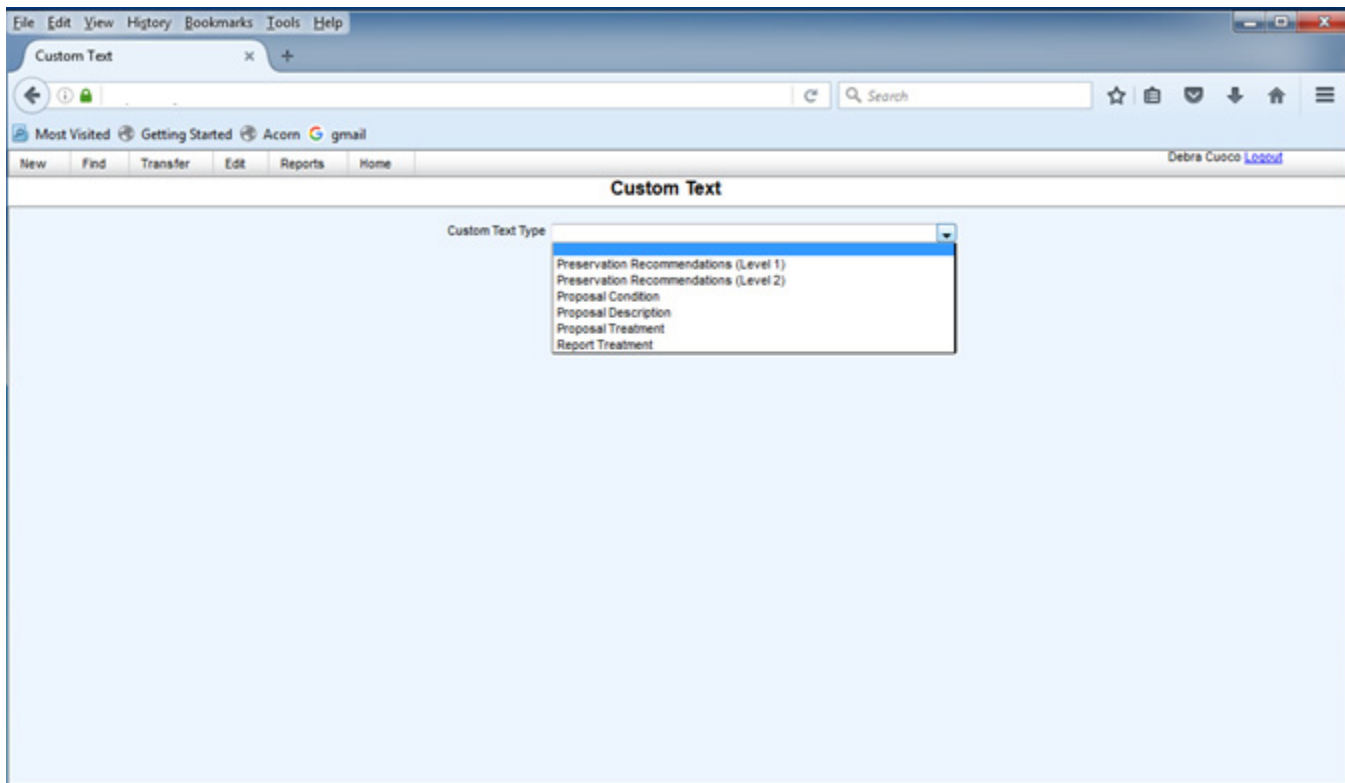 File Edit View History Bookmarks Tools Help
Custom Text
Search
Most Visited Getting Started Acorn G gmail
New Find Transfer Edit Reports Home Debra Cuoco Logout
Custom Text
Custom Text Type
Preservation Recommendations (Level 1)
Preservation Recommendations (Level 2)
Proposal Condition
Proposal Description
Proposal Treatment
Report Treatment